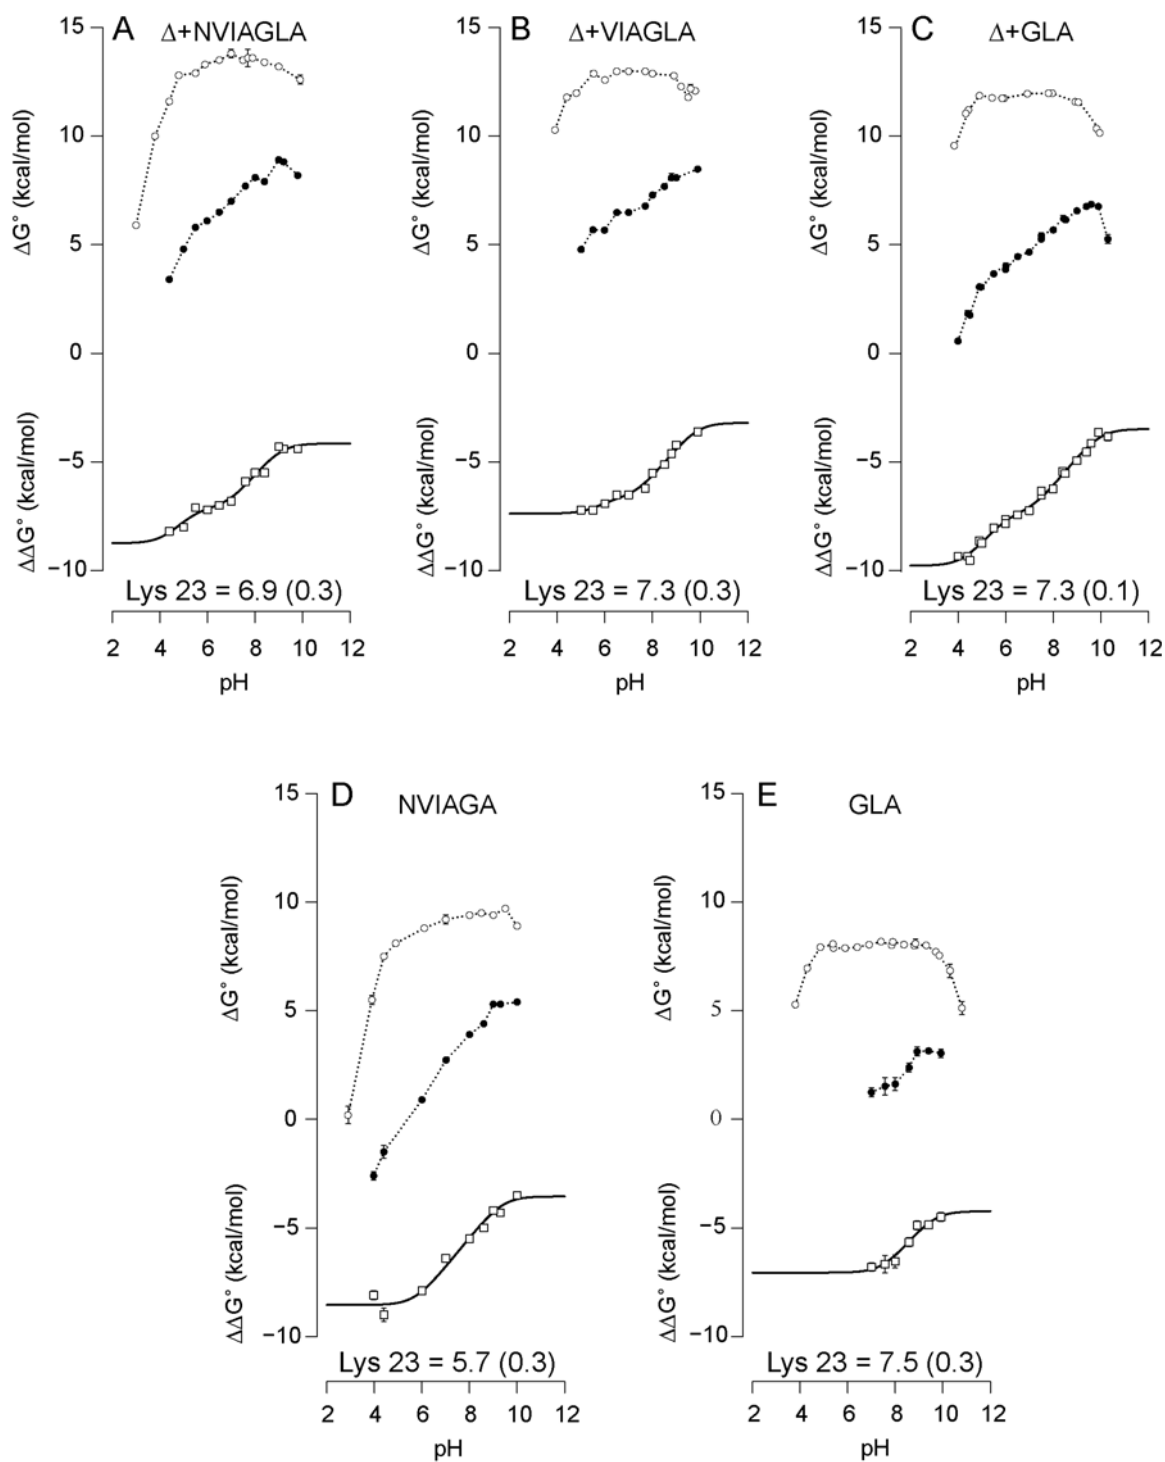 A Δ+NVIAGLA
15
10
5
0
−5
−10
ΔG° (kcal/mol)
ΔΔG° (kcal/mol)
Lys 23 = 6.9 (0.3)
2 4 6 8 10 12
pH
B Δ+VIAGLA
15
10
5
0
−5
−10
ΔG° (kcal/mol)
ΔΔG° (kcal/mol)
Lys 23 = 7.3 (0.3)
2 4 6 8 10 12
pH
C Δ+GLA
15
10
5
0
−5
−10
ΔG° (kcal/mol)
ΔΔG° (kcal/mol)
Lys 23 = 7.3 (0.1)
2 4 6 8 10 12
pH
D NVIAGA
15
10
5
0
−5
−10
ΔG° (kcal/mol)
ΔΔG° (kcal/mol)
Lys 23 = 5.7 (0.3)
2 4 6 8 10 12
pH
E GLA
15
10
5
0
−5
−10
ΔG° (kcal/mol)
ΔΔG° (kcal/mol)
Lys 23 = 7.5 (0.3)
2 4 6 8 10 12
pH